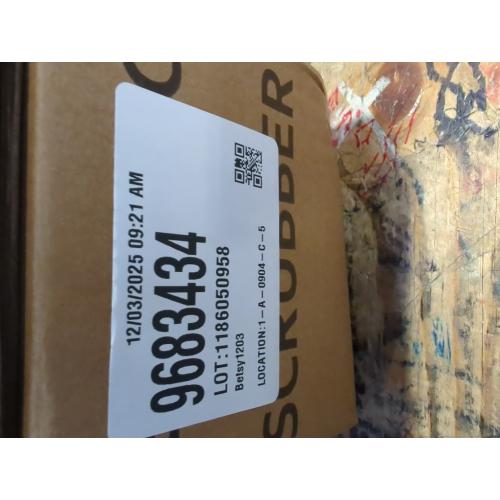 12/03/2025 09:21 AM
9683434
LOT:1186050958
Betsy1203
LOCATION:1-A-0904-C-5
SCRUBBER